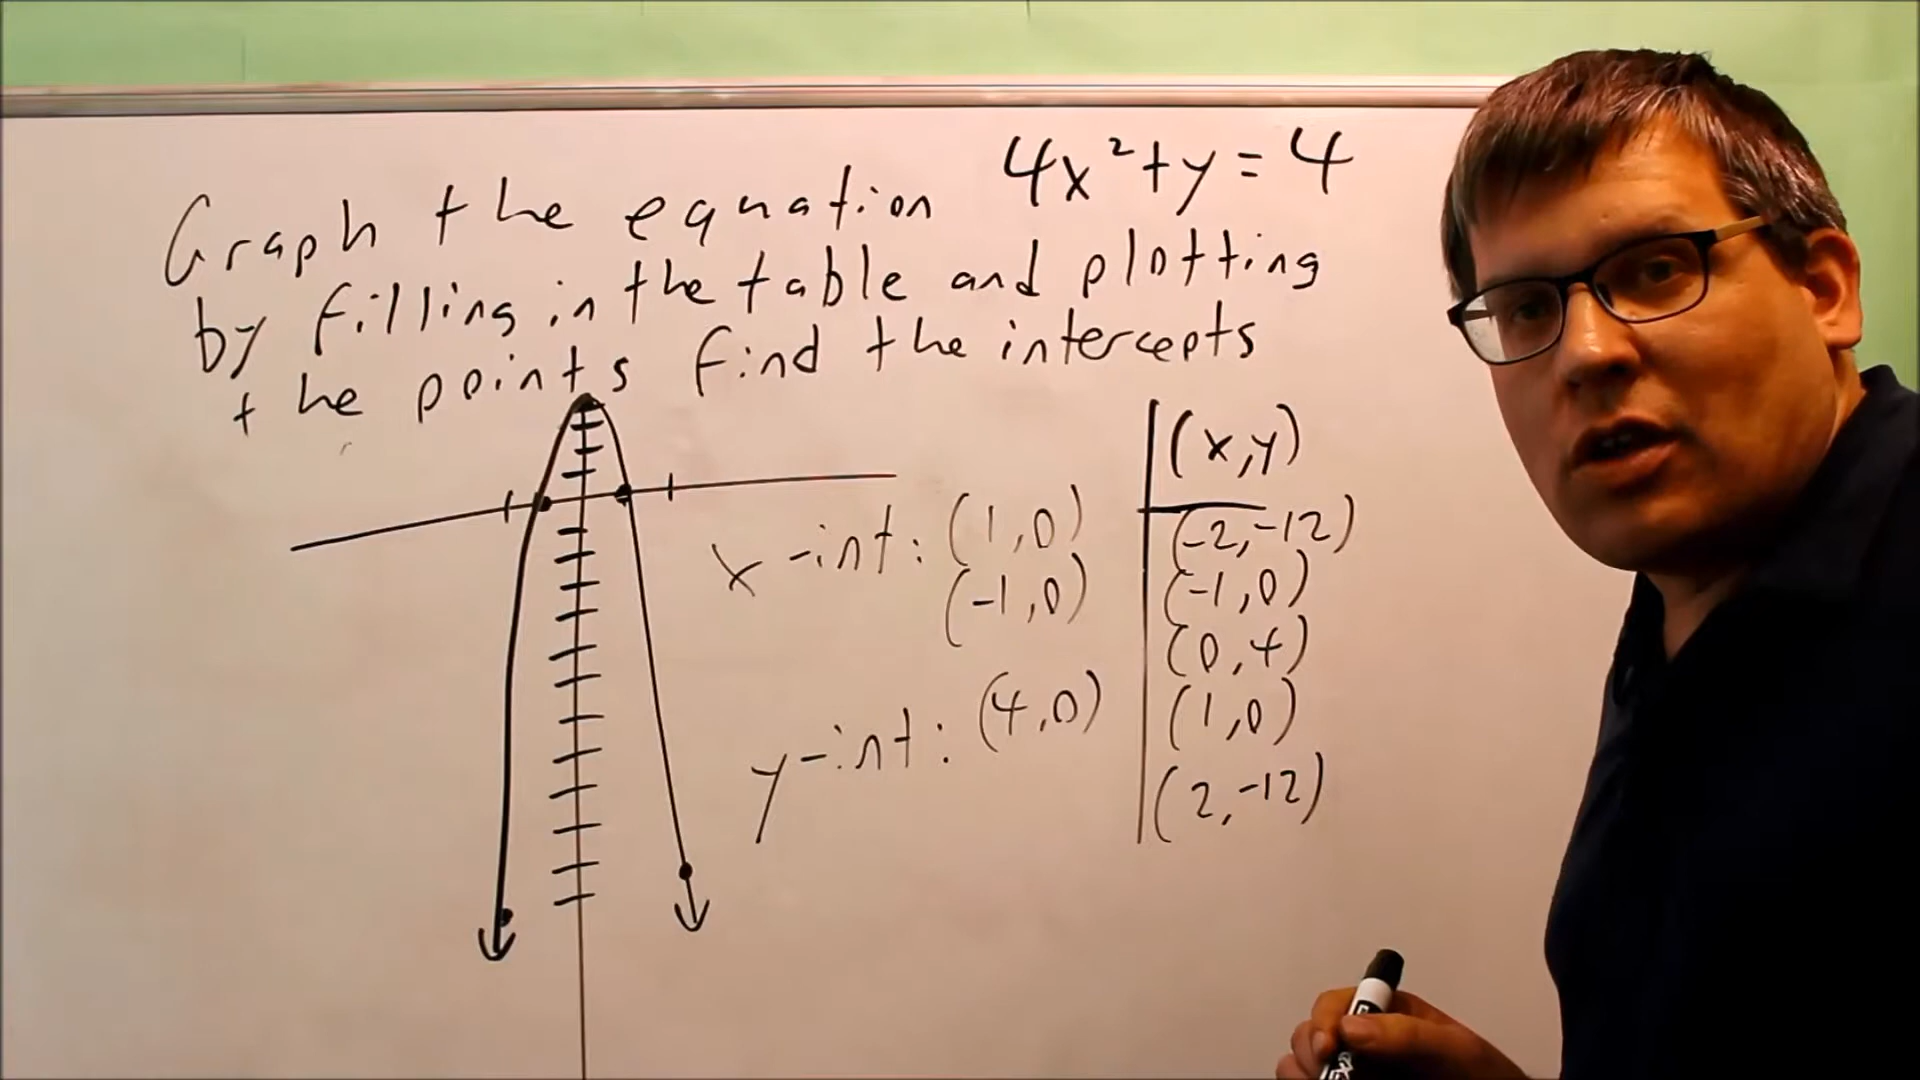 Graph the equation 4x²+y=4
by filling in the table and plotting
the points find the intercepts
(x,y)
x-int: (1,0)
(-1,0)
y-int: (4,0)
(-2,-12)
(-1,0)
(0,4)
(1,0)
(2,-12)